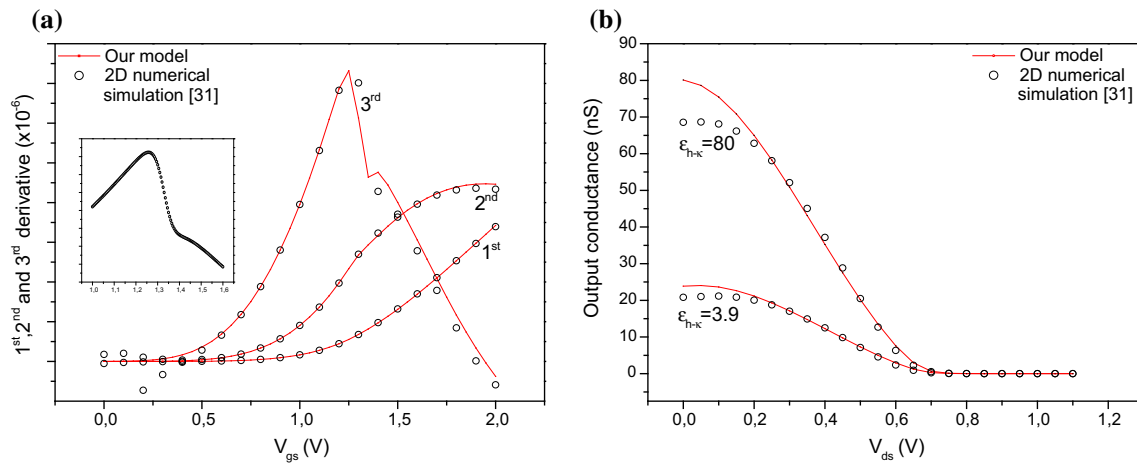 (a)
Our model
2D numerical
simulation [31]
3rd
2nd
1st
1st,2nd and 3rd derivative (x10-6)
1,0 1,1 1,2 1,3 1,4 1,5 1,6
0,0 0,5 1,0 1,5 2,0
Vgs (V)
(b)
90
80
70
60
50
40
30
20
10
0
Output conductance (nS)
Our model
2D numerical
simulation [31]
εh-κ=80
εh-κ=3.9
0,0 0,2 0,4 0,6 0,8 1,0 1,2
Vds (V)